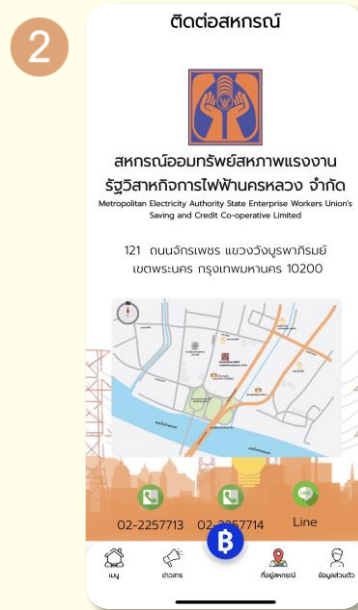 2
ติดต่อสหกรณ์
สหกรณ์ออมทรัพย์สหภาพแรงงาน
รัฐวิสาหกิจการไฟฟ้านครหลวง จำกัด
Metropolitan Electricity Authority State Enterprise Workers Union's
Saving and Credit Co-operative Limited
121 ถนนจักรเพชร แขวงวังบูรพาภิรมย์
เขตพระนคร กรุงเทพมหานคร 10200
02-2257713 02-2257714 Line
฿
เมนู ข่าวสาร ที่อยู่สหกรณ์ ข้อมูลส่วนตัว